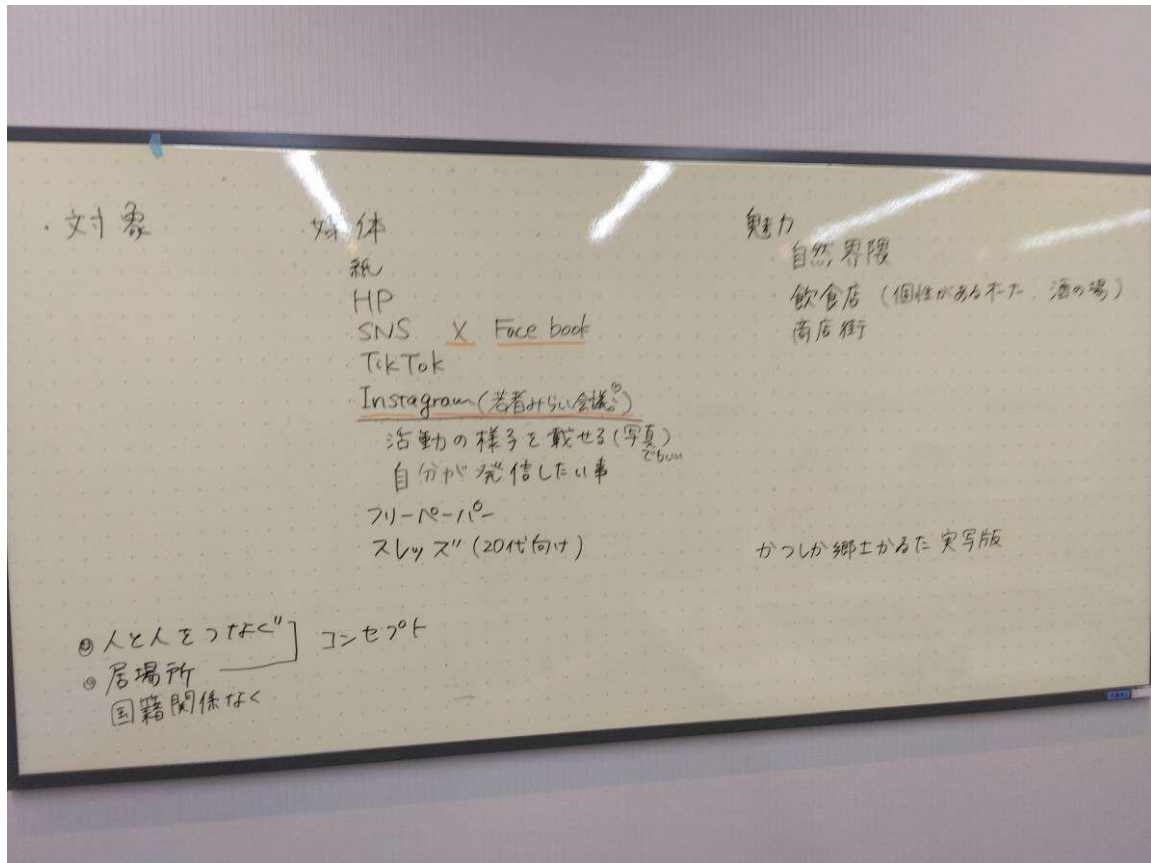 ・対象
媒体
紙
HP
SNS X Facebook
TikTok
Instagram(若者みらい会議。)
活動の様子を載せる(写真でもいい)
自分が発信したい事
フリーペーパー
スレッズ(20代向け)
◎人と人をつなぐ
◎居場所
コンセプト
国籍関係なく
魅力
自然界隈
飲食店(個性がある 酒の場)
商店街
かつしか郷土かるた実写版